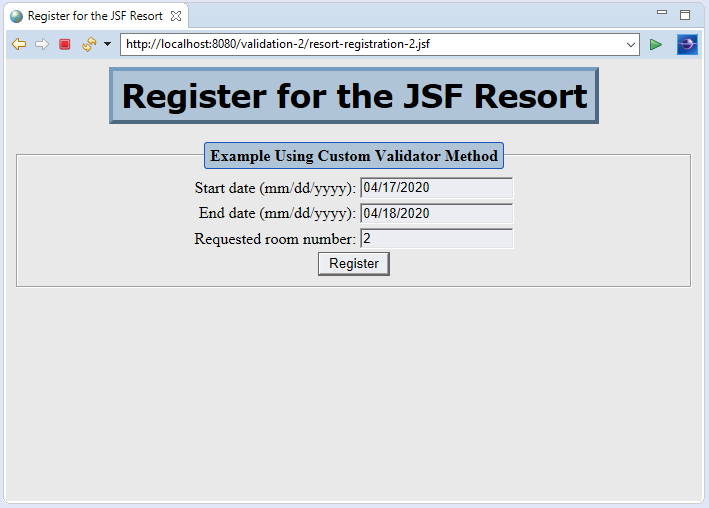 Register for the JSF Resort
http://localhost:8080/validation-2/resort-registration-2.jsf
Register for the JSF Resort
Example Using Custom Validator Method
Start date (mm/dd/yyyy): 04/17/2020
End date (mm/dd/yyyy): 04/18/2020
Requested room number: 2
Register